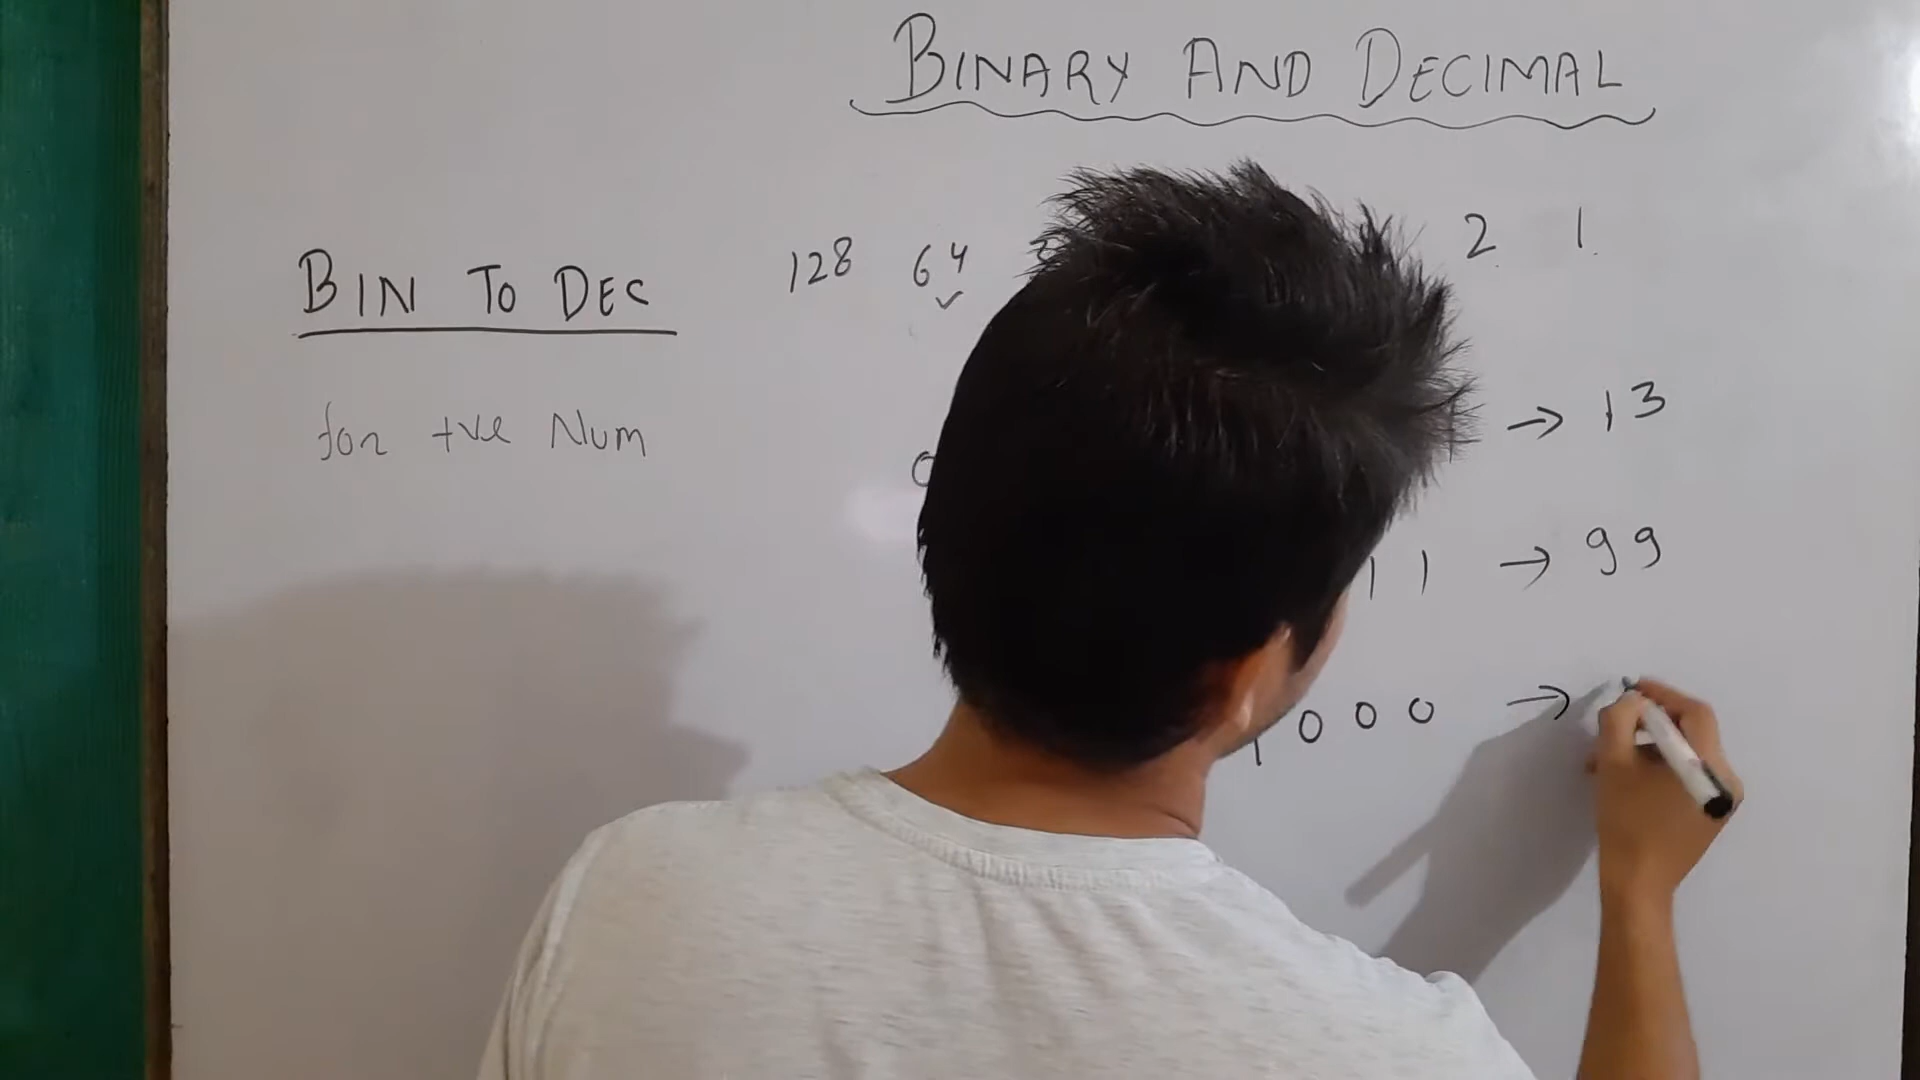 BINARY AND DECIMAL
128 64 2 1
BIN TO DEC
→ 13
for +ve Num
0
1 1 → 99
1 0 0 0 →